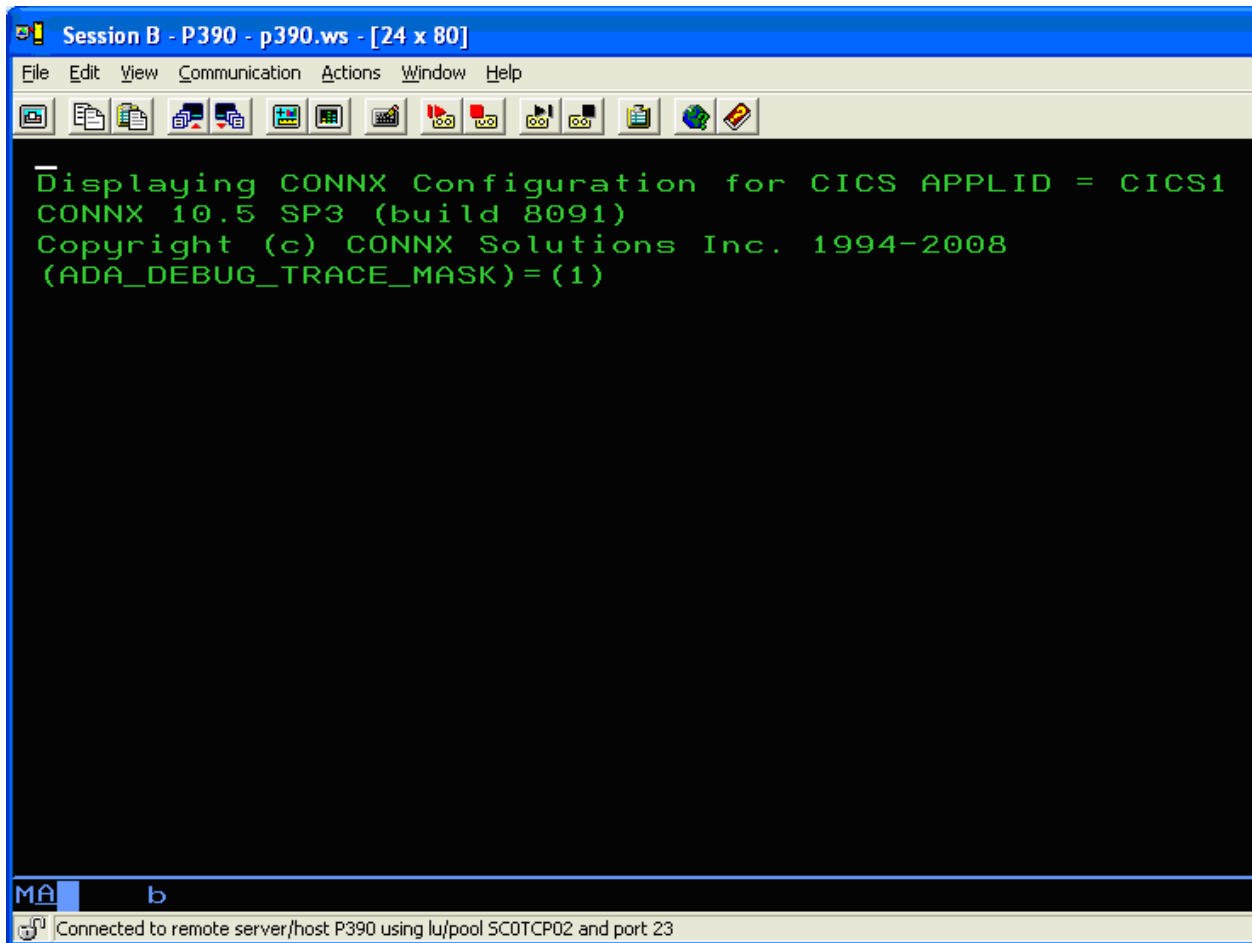 Session B - P390 - p390.ws - [24 x 80]
File Edit View Communication Actions Window Help
Displaying CONNX Configuration for CICS APPLID = CICS1
CONNX 10.5 SP3 (build 8091)
Copyright (c) CONNX Solutions Inc. 1994-2008
(ADA_DEBUG_TRACE_MASK)=(1)
MA b
Connected to remote server/host P390 using lu/pool SC0TCP02 and port 23